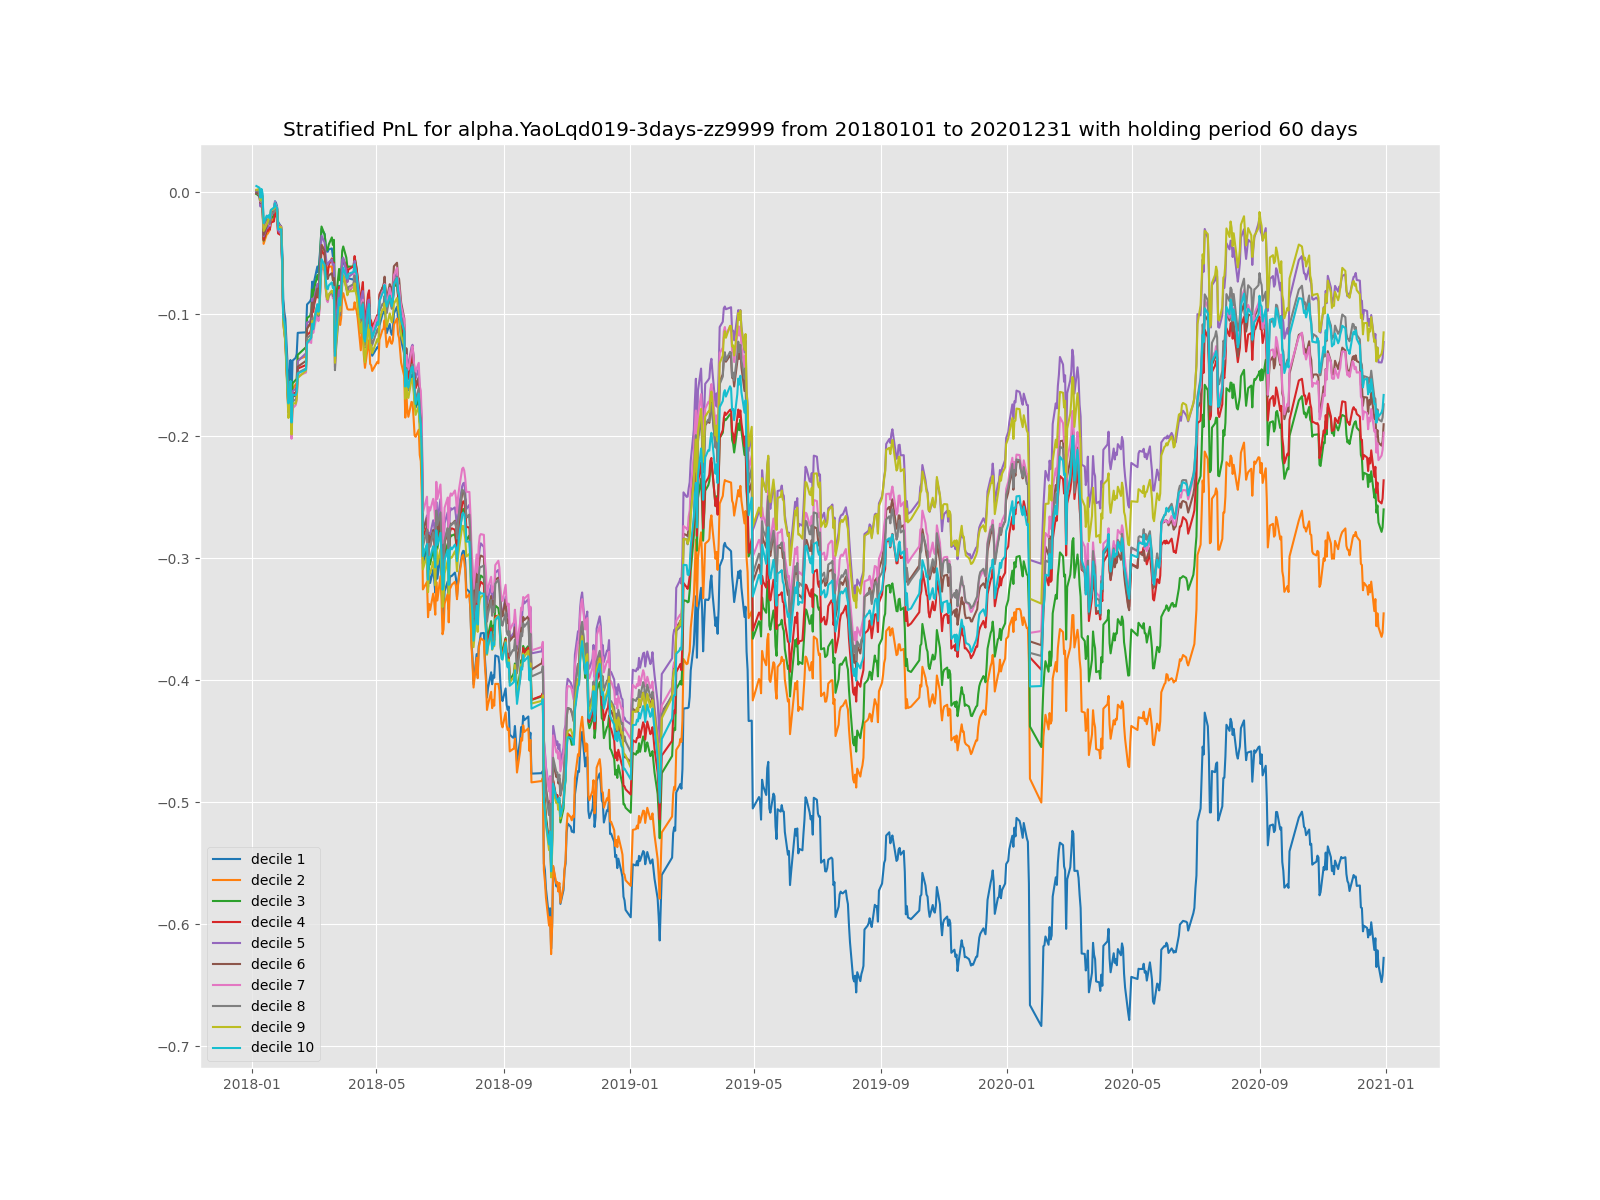 Stratified PnL for alpha.YaoLqd019-3days-zz9999 from 20180101 to 20201231 with holding period 60 days
0.0
−0.1
−0.2
−0.3
−0.4
−0.5
−0.6
−0.7
decile 1
decile 2
decile 3
decile 4
decile 5
decile 6
decile 7
decile 8
decile 9
decile 10
2018-01 2018-05 2018-09 2019-01 2019-05 2019-09 2020-01 2020-05 2020-09 2021-01